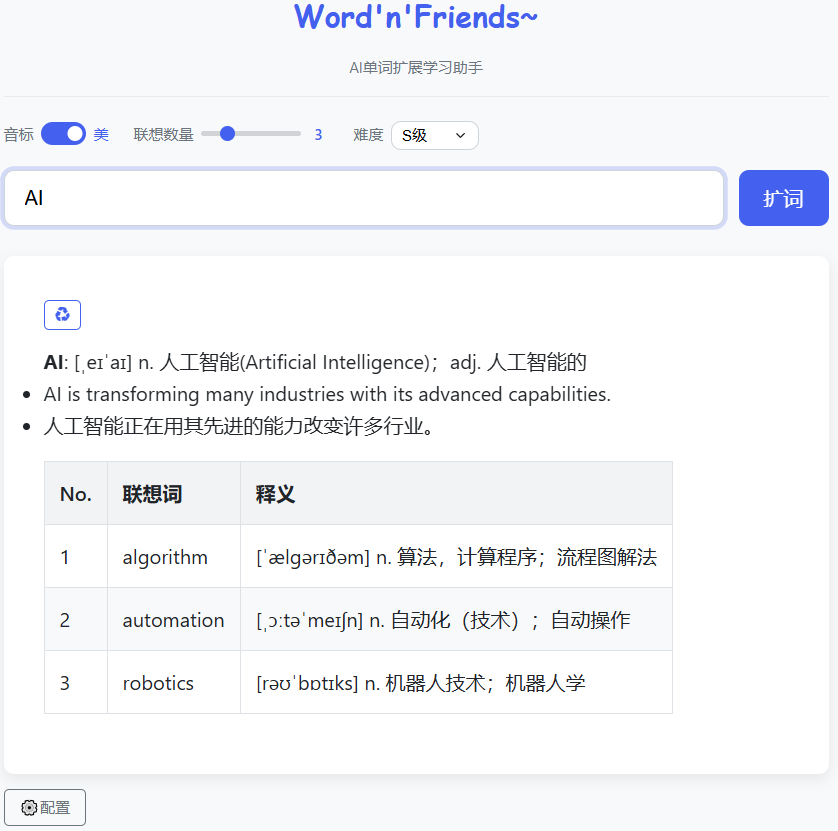 Word'n'Friends~
AI单词扩展学习助手
音标 美 联想数量 3 难度 S级
AI 扩词
AI: [ˌeɪˈaɪ] n. 人工智能(Artificial Intelligence)；adj. 人工智能的
AI is transforming many industries with its advanced capabilities.
人工智能正在用其先进的能力改变许多行业。
No. 联想词 释义
1 algorithm [ˈælɡərɪðəm] n. 算法，计算程序；流程图解法
2 automation [ˌɔːtəˈmeɪʃn] n. 自动化（技术）；自动操作
3 robotics [rəʊˈbɒtɪks] n. 机器人技术；机器人学
配置